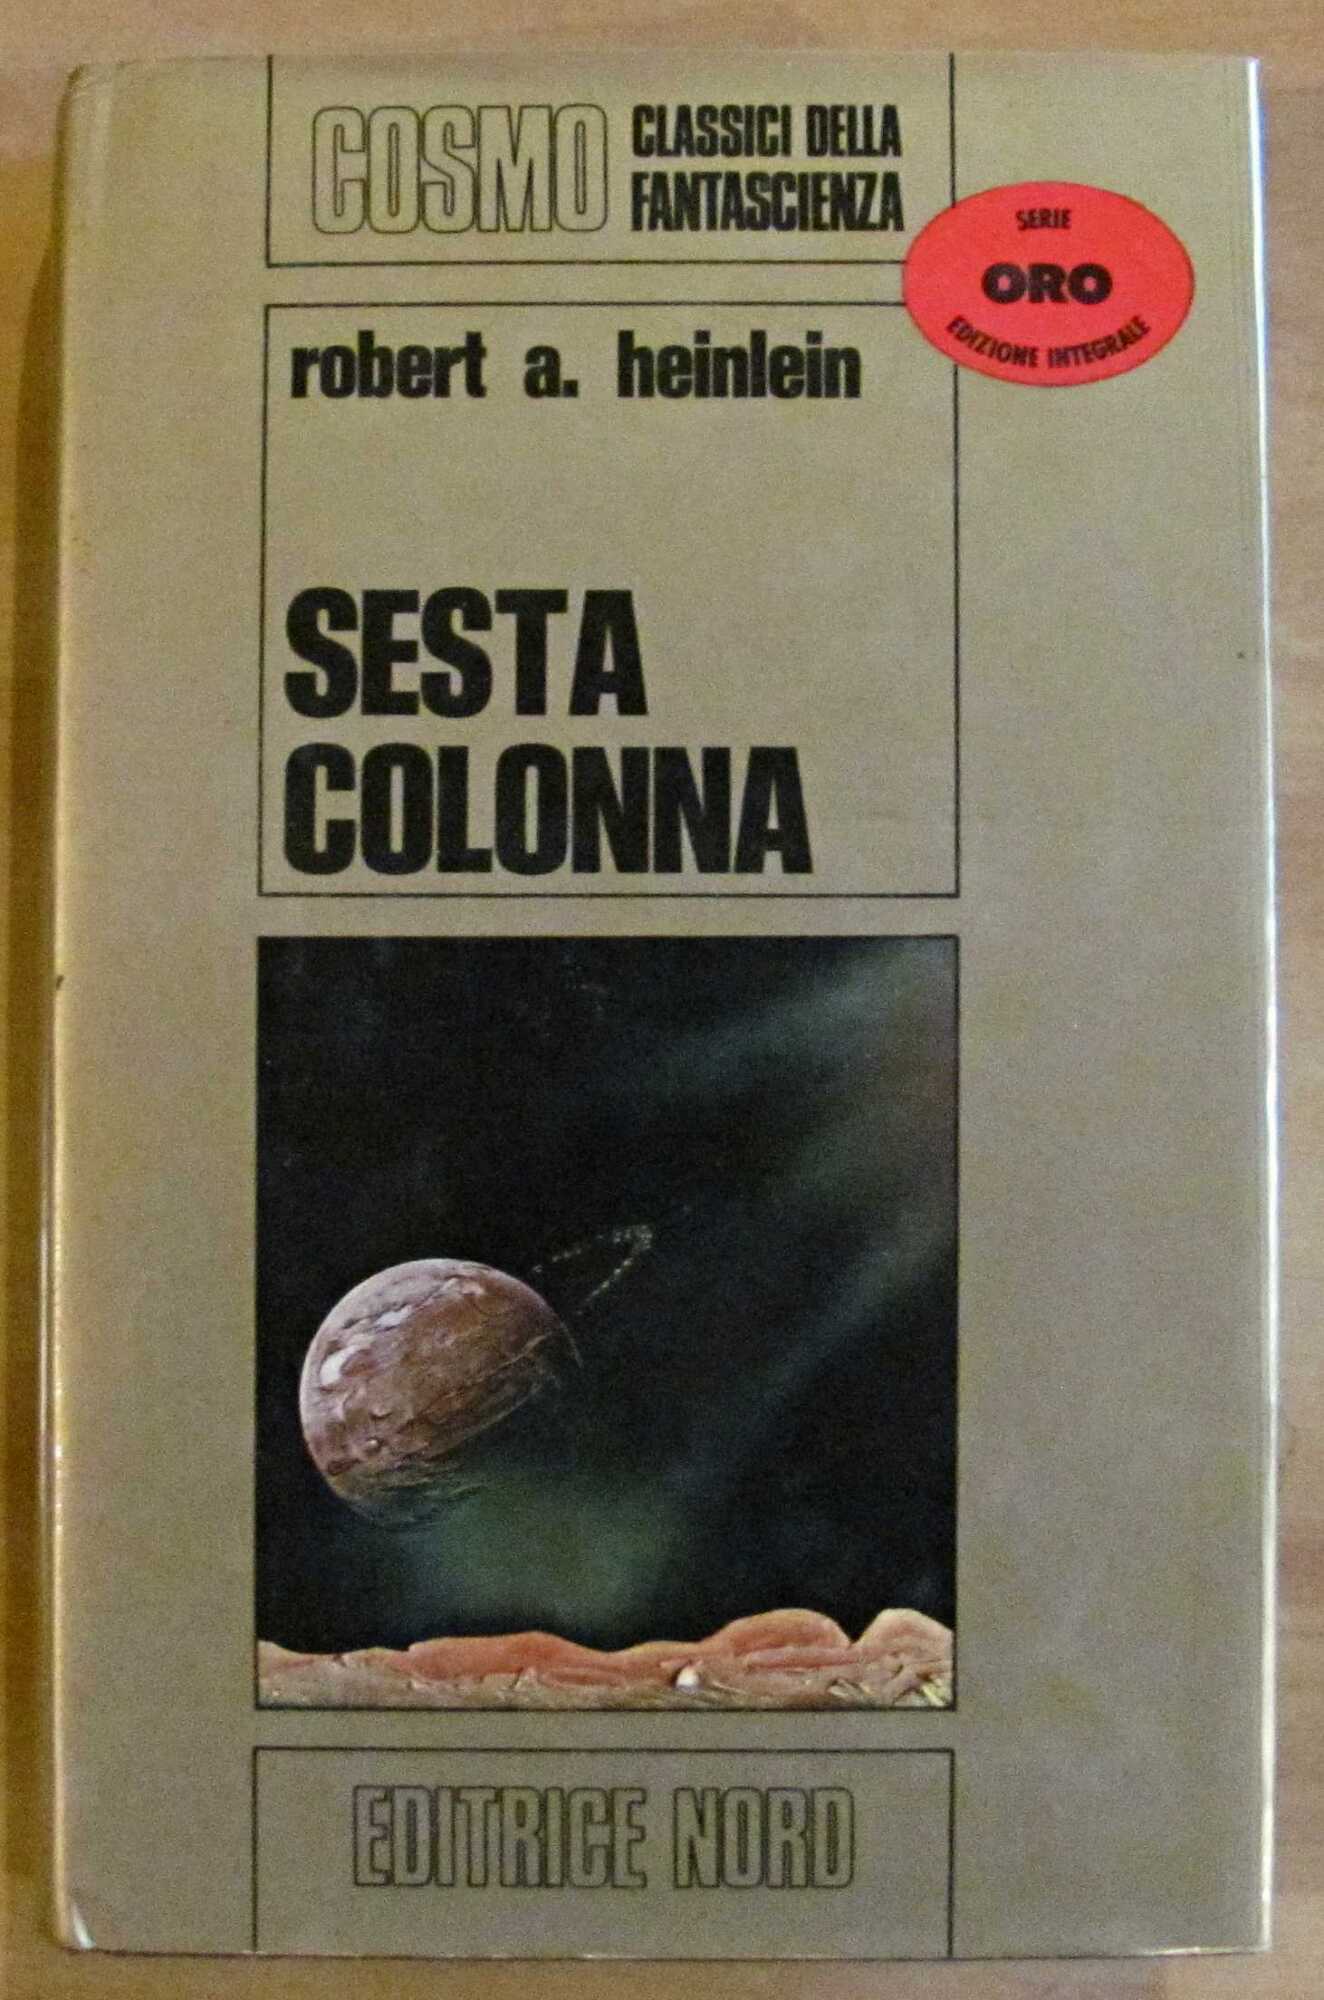 COSMO
CLASSICI DELLA
FANTASCIENZA
SERIE
ORO
EDIZIONE INTEGRALE
robert a. heinlein
SESTA
COLONNA
EDITRICE NORD